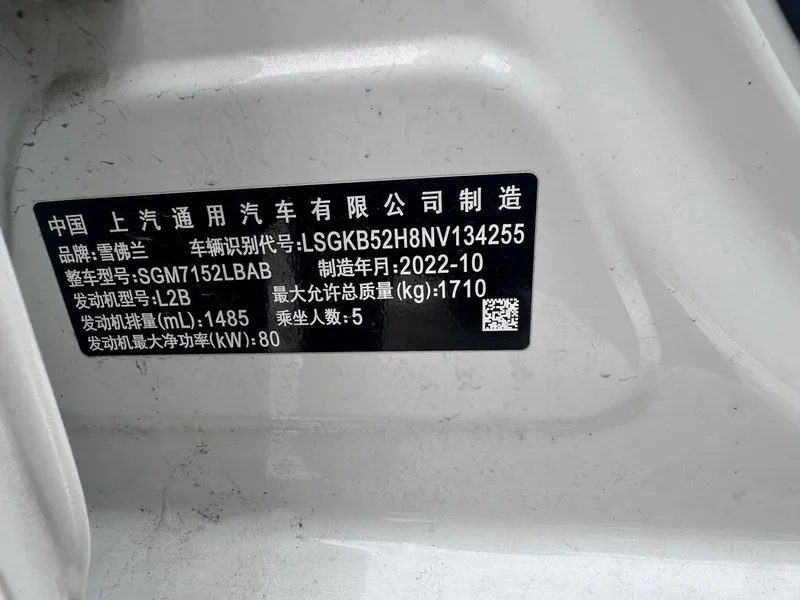 中国 上汽通用汽车有限公司制造
品牌:雪佛兰 车辆识别代号:LSGKB52H8NV134255
整车型号:SGM7152LBAB 制造年月:2022-10
发动机型号:L2B 最大允许总质量(kg):1710
发动机排量(mL):1485 乘坐人数:5
发动机最大净功率(kW):80